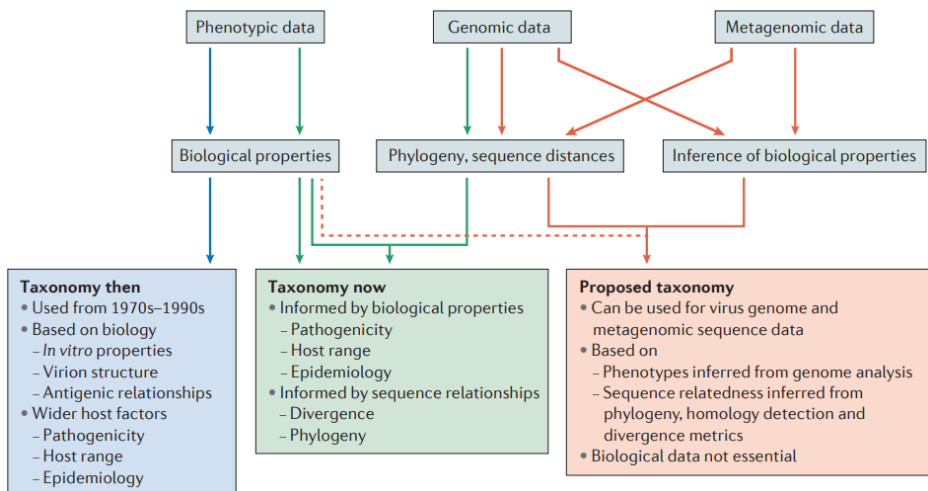 Phenotypic data
Genomic data
Metagenomic data
Biological properties
Phylogeny, sequence distances
Inference of biological properties
Taxonomy then
• Used from 1970s–1990s
• Based on biology
– In vitro properties
– Virion structure
– Antigenic relationships
• Wider host factors
– Pathogenicity
– Host range
– Epidemiology
Taxonomy now
• Informed by biological properties
– Pathogenicity
– Host range
– Epidemiology
• Informed by sequence relationships
– Divergence
– Phylogeny
Proposed taxonomy
• Can be used for virus genome and
metagenomic sequence data
• Based on
– Phenotypes inferred from genome analysis
– Sequence relatedness inferred from
phylogeny, homology detection and
divergence metrics
• Biological data not essential